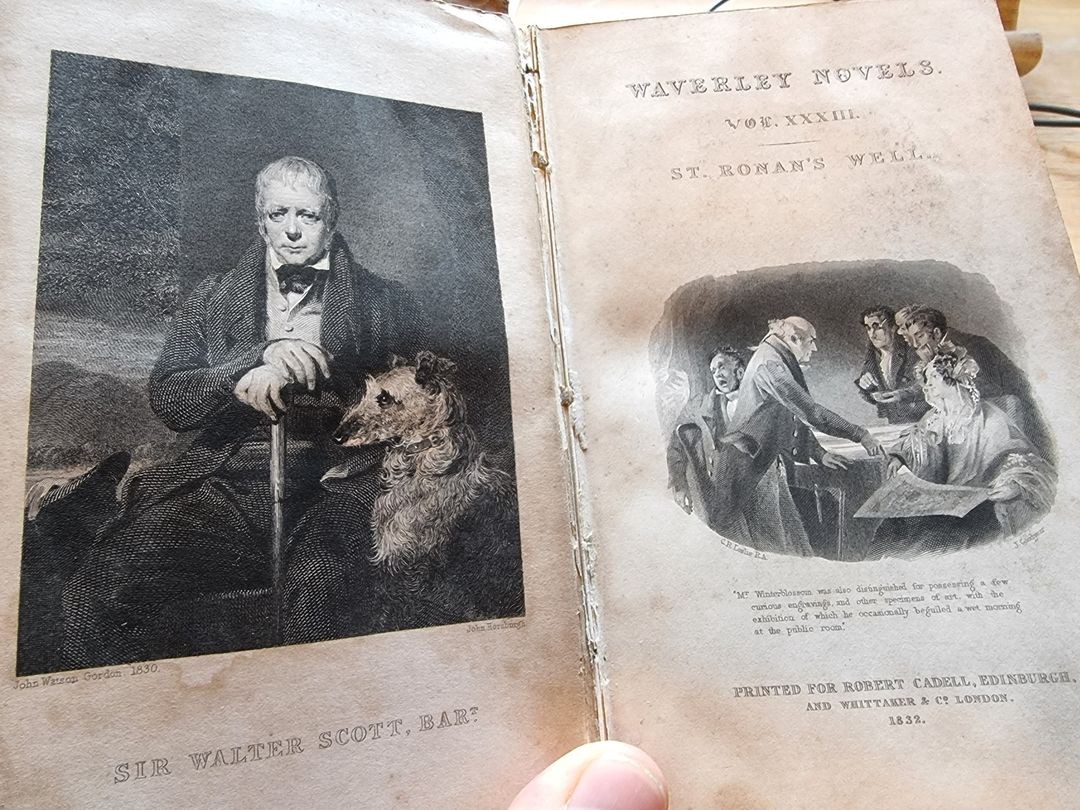 John Watson Gordon. 1830.
John Horsburgh.
SIR WALTER SCOTT, BART.
WAVERLEY NOVELS.
VOL. XXXIII.
ST. RONAN'S WELL.
C.R. Leslie R.A.
"Mr. Winterblossom was also distinguished for possessing a few
curious engravings, and other specimens of art, with the
exhibition of which he occasionally beguiled a wet morning
at the public room."
PRINTED FOR ROBERT CADELL, EDINBURGH,
AND WHITTAKER & Co. LONDON.
1832.